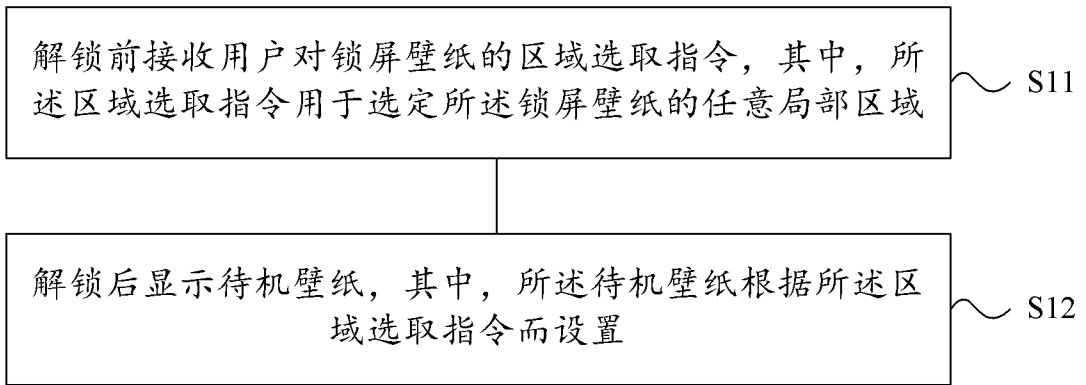 解锁前接收用户对锁屏壁纸的区域选取指令，其中，所
述区域选取指令用于选定所述锁屏壁纸的任意局部区域
S11
解锁后显示待机壁纸，其中，所述待机壁纸根据所述区
域选取指令而设置
S12